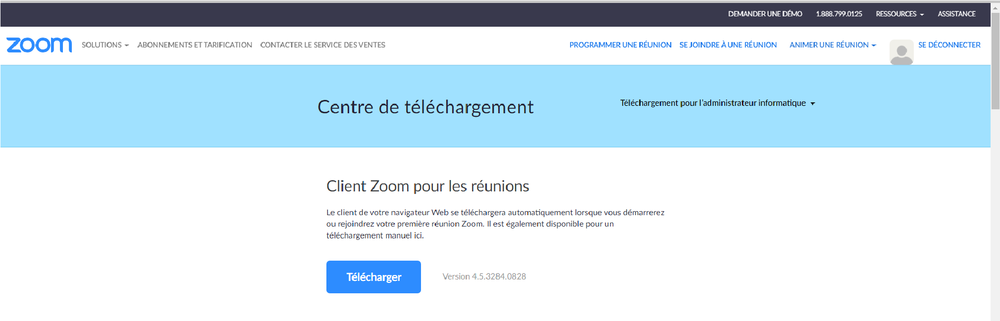 DEMANDER UNE DÉMO 1.888.799.0125 RESSOURCES ASSISTANCE
zoom SOLUTIONS ABONNEMENTS ET TARIFICATION CONTACTER LE SERVICE DES VENTES PROGRAMMER UNE RÉUNION SE JOINDRE À UNE RÉUNION ANIMER UNE RÉUNION SE DÉCONNECTER
Centre de téléchargement Téléchargement pour l'administrateur informatique
Client Zoom pour les réunions
Le client de votre navigateur Web se téléchargera automatiquement lorsque vous démarrerez
ou rejoindrez votre première réunion Zoom. Il est également disponible pour un
téléchargement manuel ici.
Télécharger Version 4.5.3284.0828